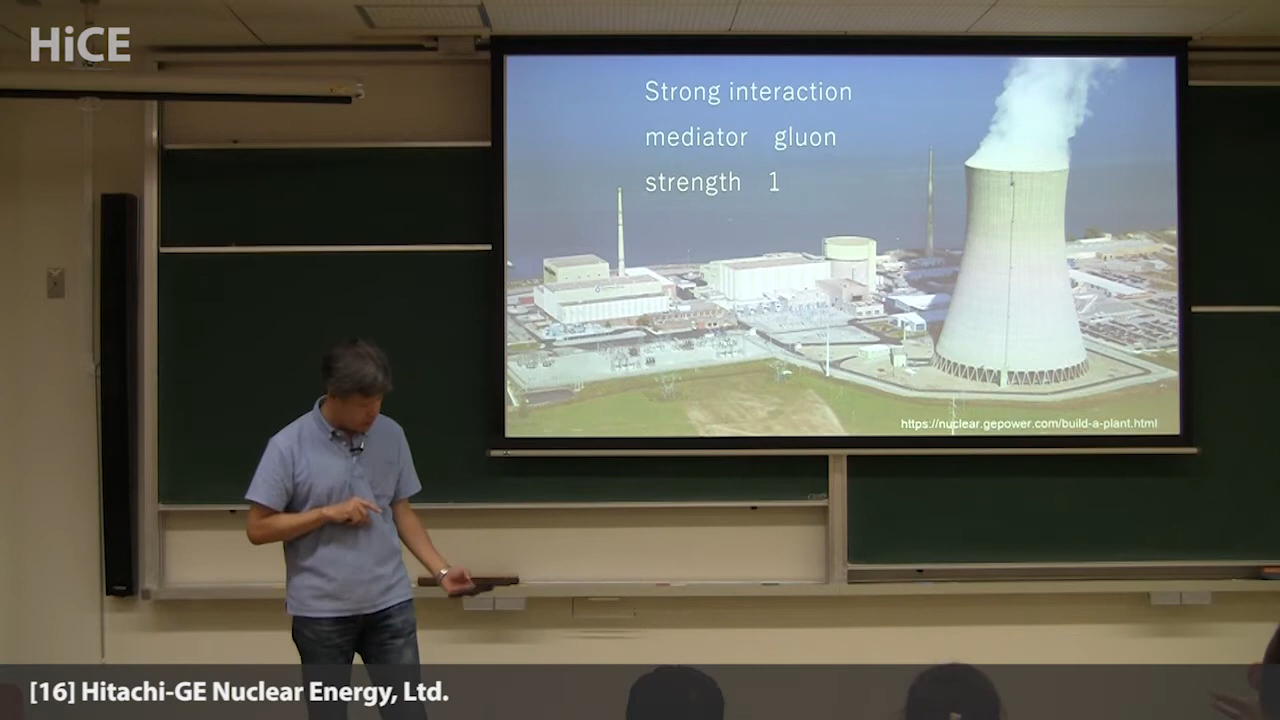 HiCE
Strong interaction
mediator gluon
strength 1
https://nuclear.gepower.com/build-a-plant.html
[16] Hitachi-GE Nuclear Energy, Ltd.